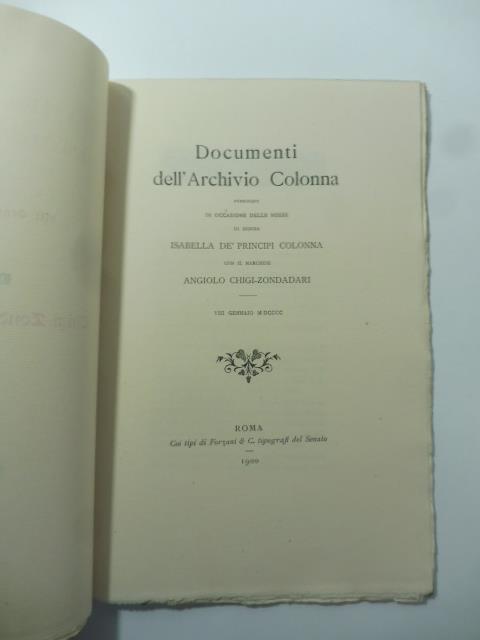 Documenti
dell'Archivio Colonna
PUBBLICATI
IN OCCASIONE DELLE NOZZE
DI DONNA
ISABELLA DE' PRINCIPI COLONNA
CON IL MARCHESE
ANGIOLO CHIGI-ZONDADARI
VIII GENNAIO MDCCCC
ROMA
Coi tipi di Forzani & C. tipografi del Senato
1900